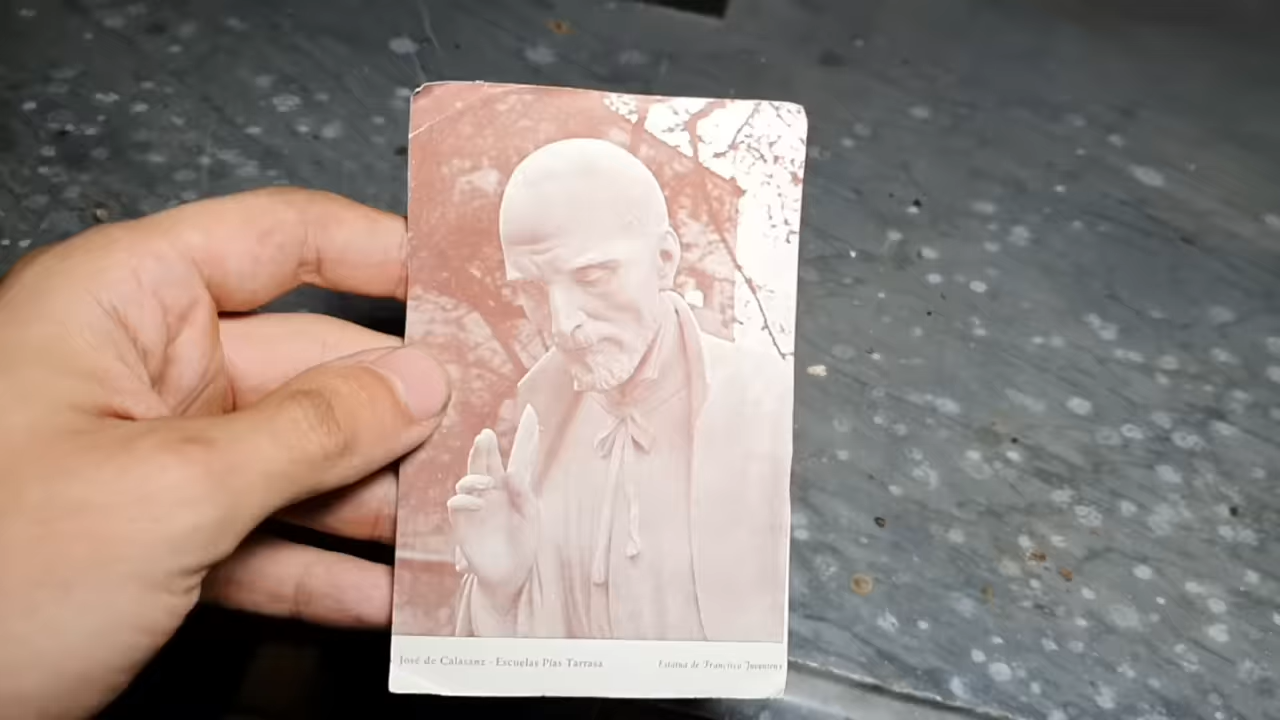 José de Calasanz - Escuelas Pías Tarrasa
Estatua de Francisco Juventeny